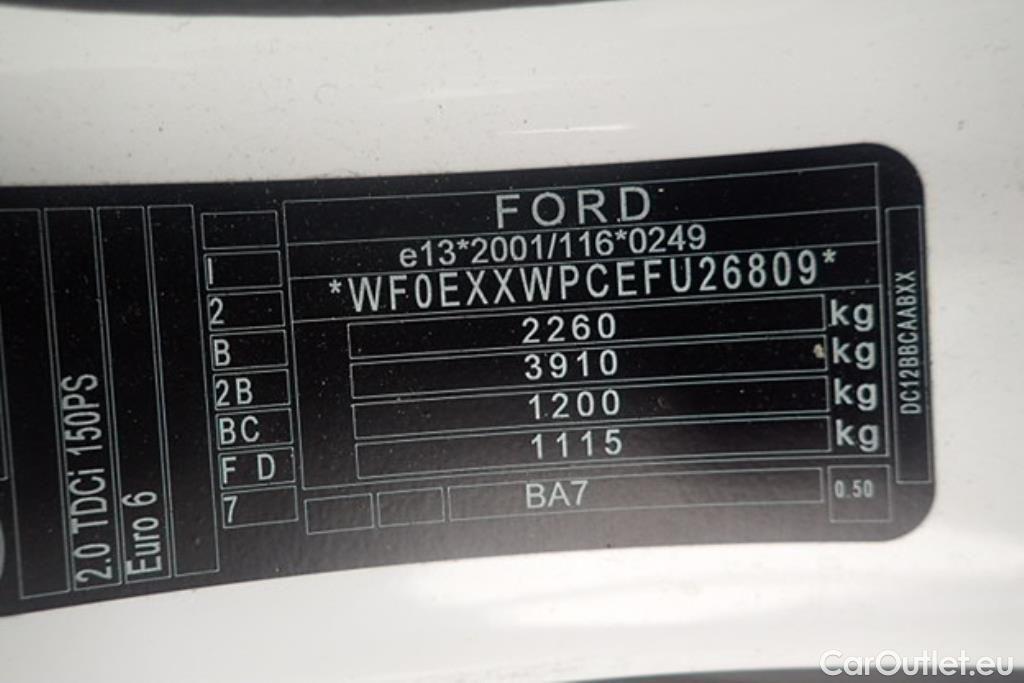 FORD
e13*2001/116*0249
*WF0EXXWPCEFU26809*
2260 kg
3910 kg
1200 kg
1115 kg
BA7
0.50
1
2
B
2B
BC
F D
7
2.0 TDCi 150PS
Euro 6
DC12BBCAABXX
CarOutlet.eu